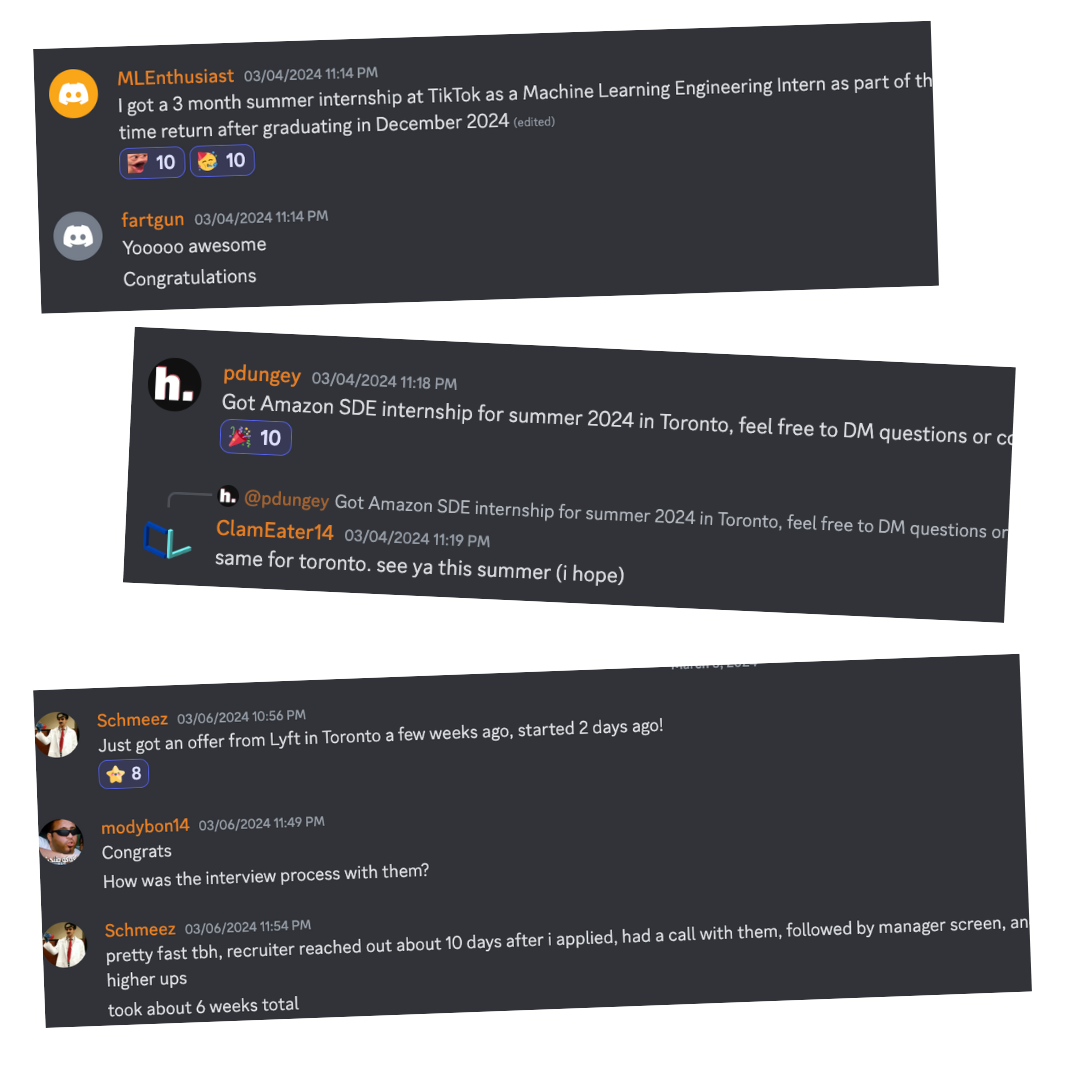 MLEnthusiast 03/04/2024 11:14 PM
I got a 3 month summer internship at TikTok as a Machine Learning Engineering Intern as part of th
time return after graduating in December 2024 (edited)
10 10
fartgun 03/04/2024 11:14 PM
Yooooo awesome
Congratulations
h. pdungey 03/04/2024 11:18 PM
Got Amazon SDE internship for summer 2024 in Toronto, feel free to DM questions or co
10
h. @pdungey Got Amazon SDE internship for summer 2024 in Toronto, feel free to DM questions or
ClamEater14 03/04/2024 11:19 PM
same for toronto. see ya this summer (i hope)
Schmeez 03/06/2024 10:56 PM
Just got an offer from Lyft in Toronto a few weeks ago, started 2 days ago!
8
modybon14 03/06/2024 11:49 PM
Congrats
How was the interview process with them?
Schmeez 03/06/2024 11:54 PM
pretty fast tbh, recruiter reached out about 10 days after i applied, had a call with them, followed by manager screen, an
higher ups
took about 6 weeks total